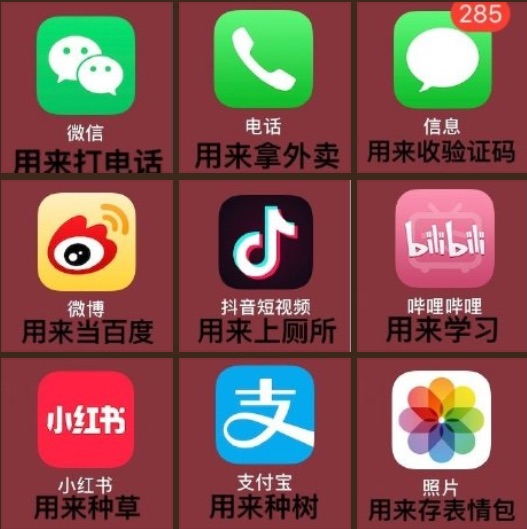 285
微信
用来打电话
电话
用来拿外卖
信息
用来收验证码
微博
用来当百度
抖音短视频
用来上厕所
bilibili
哔哩哔哩
用来学习
小红书
小红书
用来种草
支
支付宝
用来种树
照片
用来存表情包